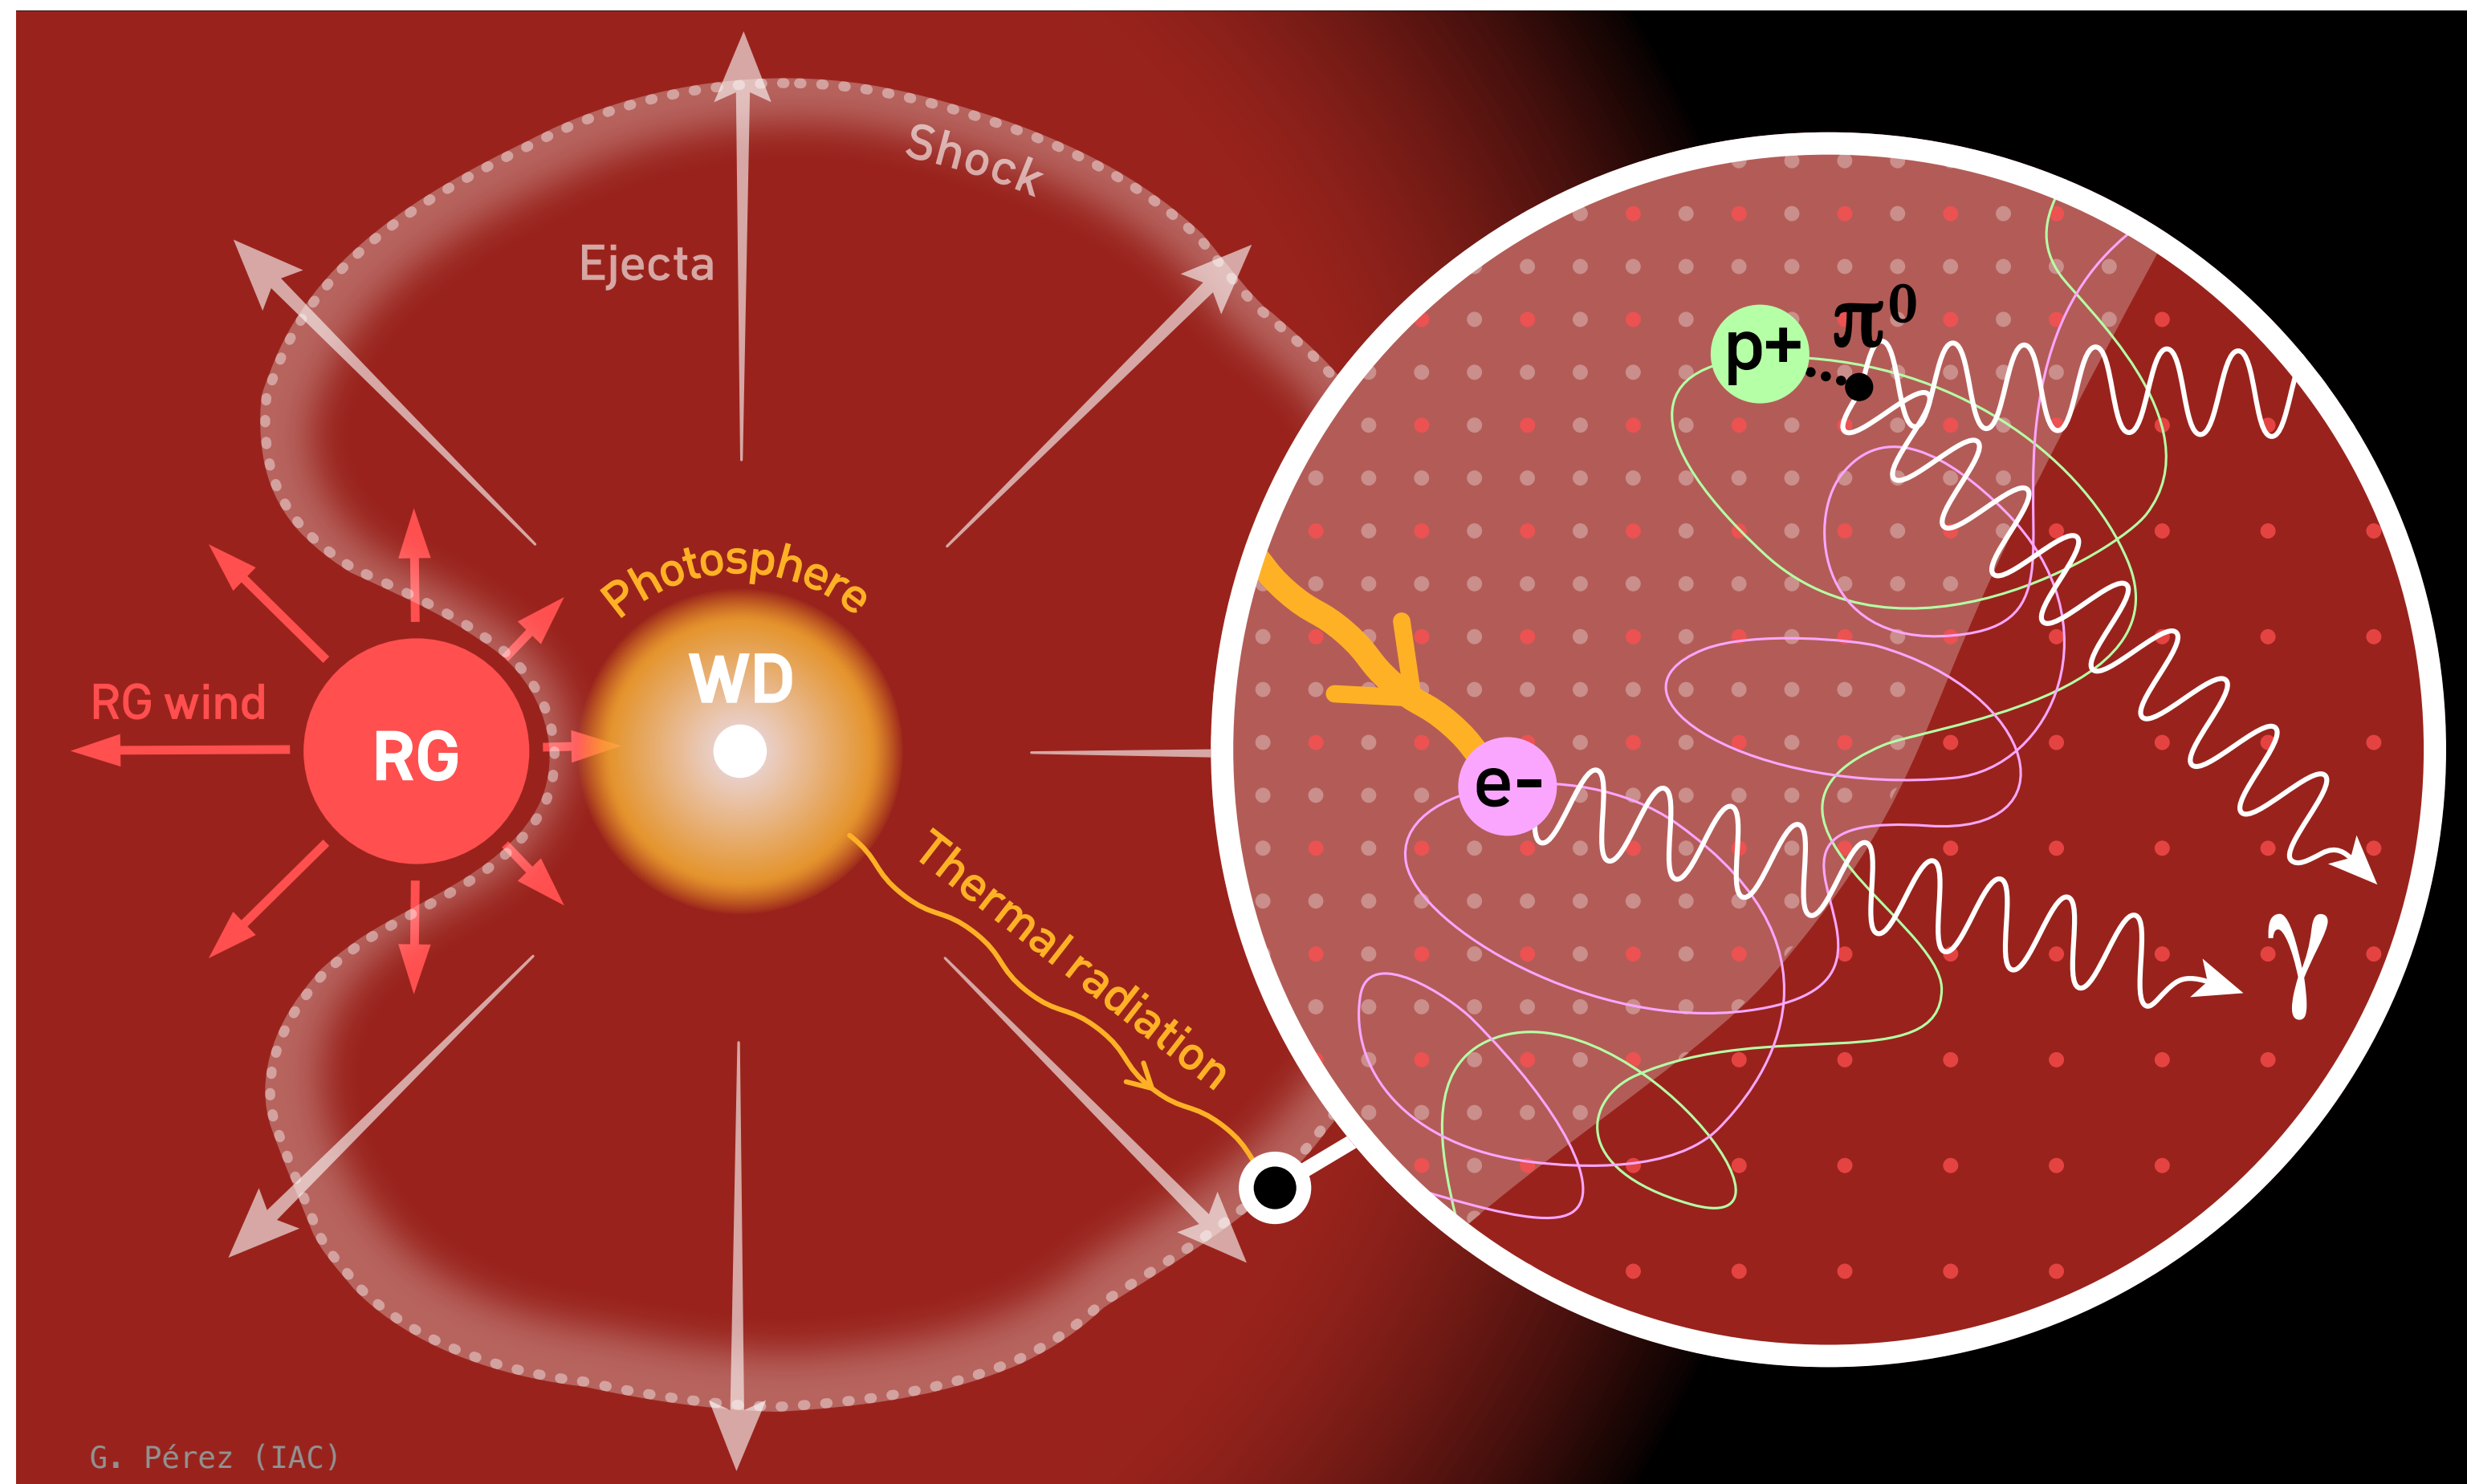 Shock
Ejecta
Photosphere
WD
RG wind
RG
Thermal radiation
p+
π⁰
e-
γ
G. Pérez (IAC)